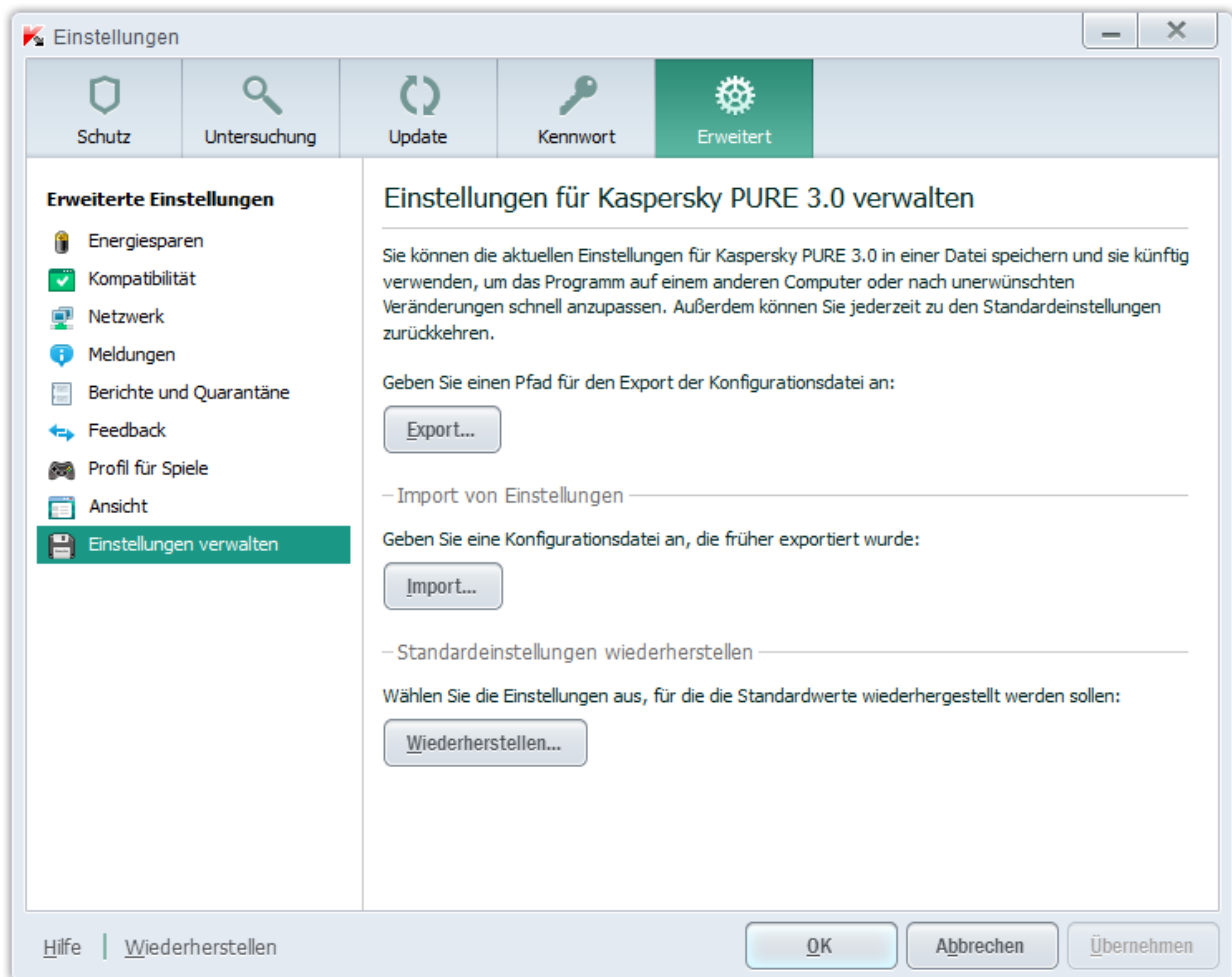 Einstellungen
Schutz
Untersuchung
Update
Kennwort
Erweitert
Erweiterte Einstellungen
Energiesparen
Kompatibilität
Netzwerk
Meldungen
Berichte und Quarantäne
Feedback
Profil für Spiele
Ansicht
Einstellungen verwalten
Einstellungen für Kaspersky PURE 3.0 verwalten
Sie können die aktuellen Einstellungen für Kaspersky PURE 3.0 in einer Datei speichern und sie künftig
verwenden, um das Programm auf einem anderen Computer oder nach unerwünschten
Veränderungen schnell anzupassen. Außerdem können Sie jederzeit zu den Standardeinstellungen
zurückkehren.
Geben Sie einen Pfad für den Export der Konfigurationsdatei an:
Export...
Import von Einstellungen
Geben Sie eine Konfigurationsdatei an, die früher exportiert wurde:
Import...
Standardeinstellungen wiederherstellen
Wählen Sie die Einstellungen aus, für die die Standardwerte wiederhergestellt werden sollen:
Wiederherstellen...
Hilfe
Wiederherstellen
OK
Abbrechen
Übernehmen